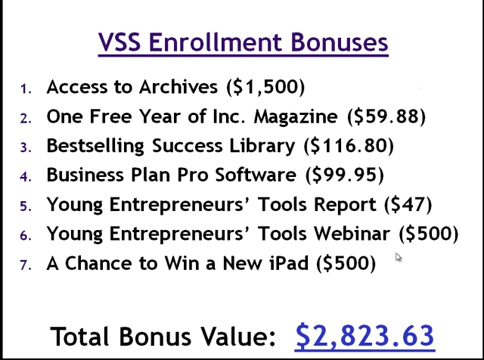 VSS Enrollment Bonuses
1. Access to Archives ($1,500)
2. One Free Year of Inc. Magazine ($59.88)
3. Bestselling Success Library ($116.80)
4. Business Plan Pro Software ($99.95)
5. Young Entrepreneurs’ Tools Report ($47)
6. Young Entrepreneurs’ Tools Webinar ($500)
7. A Chance to Win a New iPad ($500)
Total Bonus Value: $2,823.63